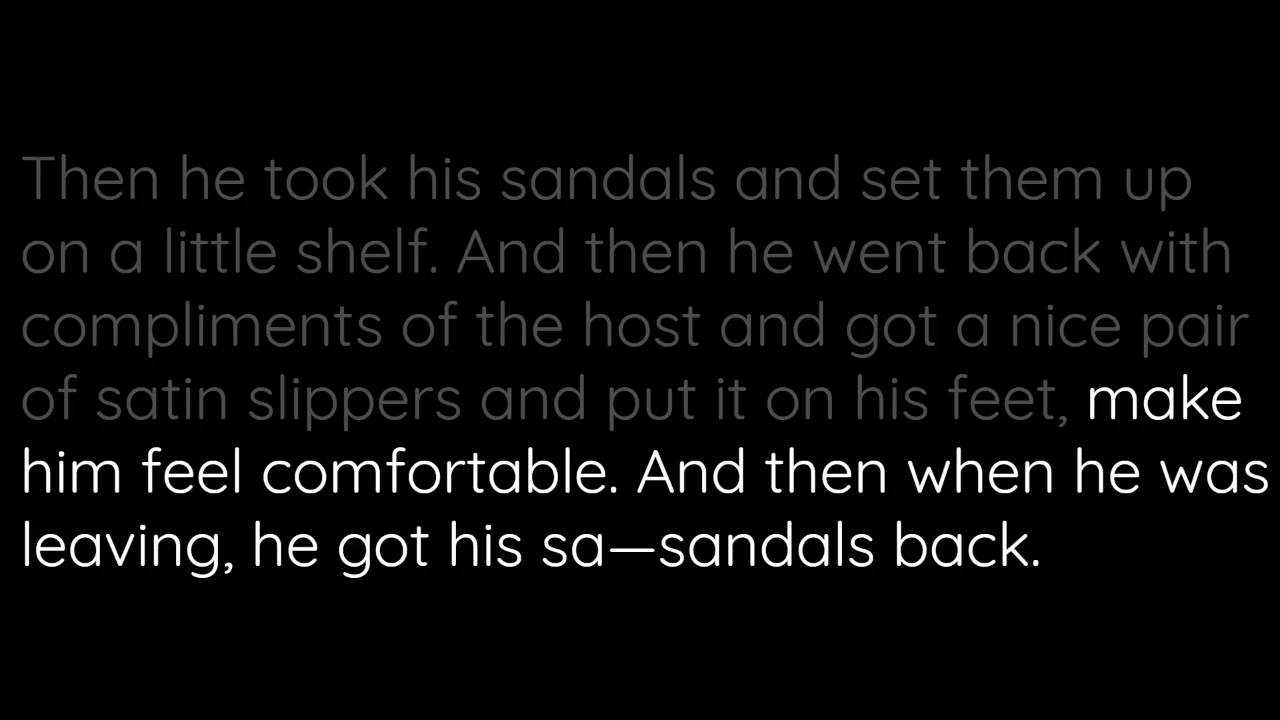 Then he took his sandals and set them up
on a little shelf. And then he went back with
compliments of the host and got a nice pair
of satin slippers and put it on his feet, make
him feel comfortable. And then when he was
leaving, he got his sa—sandals back.